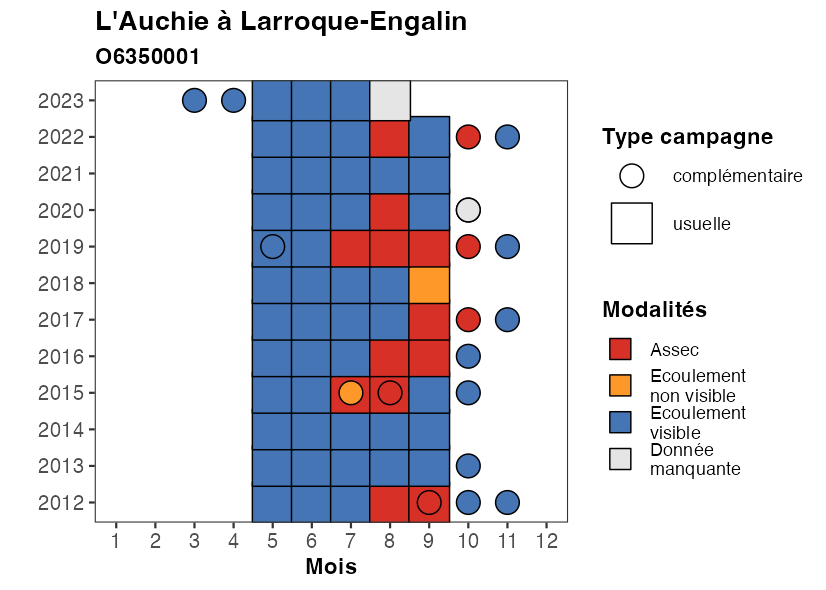 L'Auchie à Larroque-Engalin
O6350001
2023
2022
2021
2020
2019
2018
2017
2016
2015
2014
2013
2012
1 2 3 4 5 6 7 8 9 10 11 12
Mois
Type campagne
complémentaire
usuelle
Modalités
Assec
Ecoulement
non visible
Ecoulement
visible
Donnée
manquante